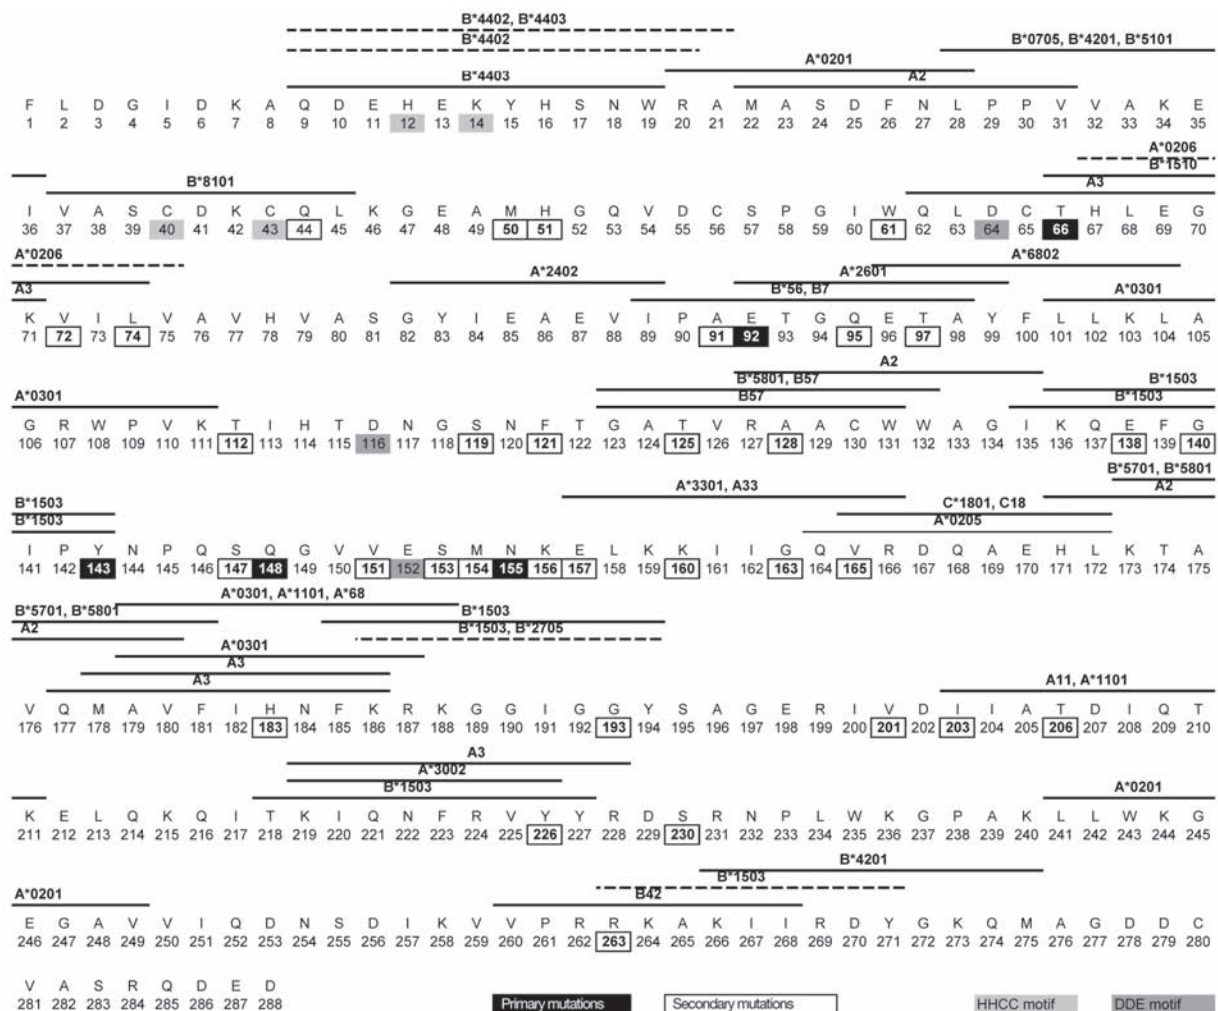 B*4402, B*4403
B*4402
B*0705, B*4201, B*5101
A*0201
B*4403 A2
F L D G I D K A Q D E H E K Y H S N W R A M A S D F N L P P V V A K E
1 2 3 4 5 6 7 8 9 10 11 12 13 14 15 16 17 18 19 20 21 22 23 24 25 26 27 28 29 30 31 32 33 34 35
A*0206
B*1510
B*8101 A3
I V A S C D K C Q L K G E A M H G Q V D C S P G I W Q L D C T H L E G
36 37 38 39 40 41 42 43 44 45 46 47 48 49 50 51 52 53 54 55 56 57 58 59 60 61 62 63 64 65 66 67 68 69 70
A*0206 A*6802
A*2402 A*2601
A3 B*56, B7 A*0301
K V I L V A V H V A S G Y I E A E V I P A E T G Q E T A Y F L L K L A
71 72 73 74 75 76 77 78 79 80 81 82 83 84 85 86 87 88 89 90 91 92 93 94 95 96 97 98 99 100 101 102 103 104 105
A2
B*5801, B57 B*1503
A*0301 B57 B*1503
G R W P V K T I H T D N G S N F T G A T V R A A C W W A G I K Q E F G
106 107 108 109 110 111 112 113 114 115 116 117 118 119 120 121 122 123 124 125 126 127 128 129 130 131 132 133 134 135 136 137 138 139 140
B*5701, B*5801
A*3301, A33 A2
B*1503 C*1801, C18
B*1503 A*0205
I P Y N P Q S Q G V V E S M N K E L K K I I G Q V R D Q A E H L K T A
141 142 143 144 145 146 147 148 149 150 151 152 153 154 155 156 157 158 159 160 161 162 163 164 165 166 167 168 169 170 171 172 173 174 175
A*0301, A*1101, A*68
B*5701, B*5801 B*1503
A2 B*1503, B*2705
A*0301
A3
A3 A11, A*1101
V Q M A V F I H N F K R K G G I G G Y S A G E R I V D I I A T D I Q T
176 177 178 179 180 181 182 183 184 185 186 187 188 189 190 191 192 193 194 195 196 197 198 199 200 201 202 203 204 205 206 207 208 209 210
A3
A*3002
B*1503 A*0201
K E L Q K Q I T K I Q N F R V Y Y R D S R N P L W K G P A K L L W K G
211 212 213 214 215 216 217 218 219 220 221 222 223 224 225 226 227 228 229 230 231 232 233 234 235 236 237 238 239 240 241 242 243 244 245
B*4201
B*1503
A*0201 B42
E G A V V I Q D N S D I K V V P R R K A K I I R D Y G K Q M A G D D C
246 247 248 249 250 251 252 253 254 255 256 257 258 259 260 261 262 263 264 265 266 267 268 269 270 271 272 273 274 275 276 277 278 279 280
V A S R Q D E D
281 282 283 284 285 286 287 288
Primary mutations Secondary mutations HHCC motif DDE motif